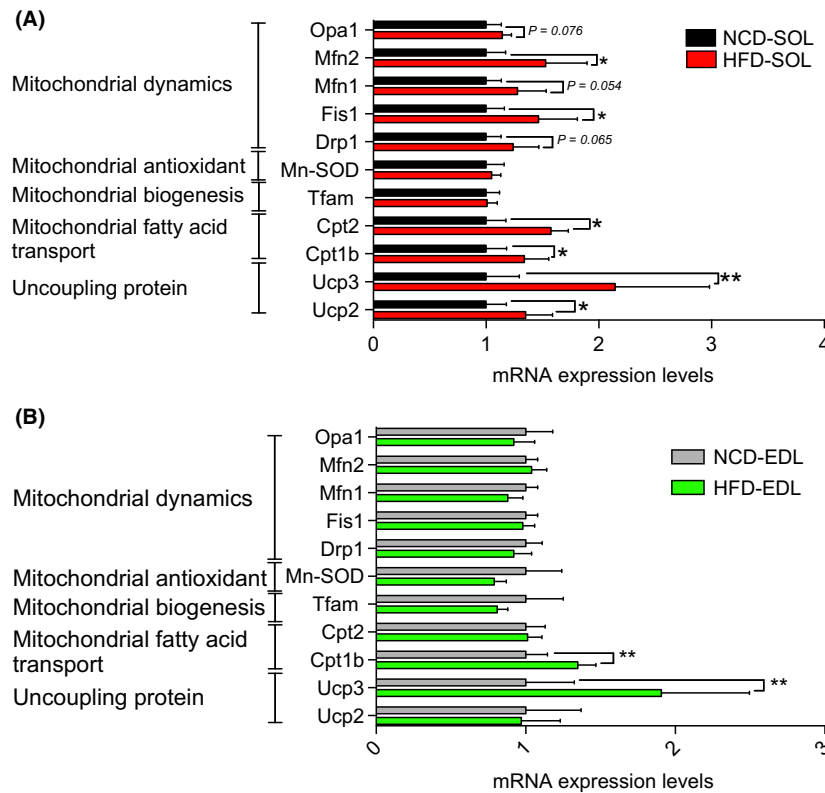 (A)
Opa1
P = 0.076
NCD-SOL
Mfn2
*
HFD-SOL
Mitochondrial dynamics
Mfn1
P = 0.054
Fis1
*
Drp1
P = 0.065
Mitochondrial antioxidant
Mn-SOD
Mitochondrial biogenesis
Tfam
Mitochondrial fatty acid
transport
Cpt2
*
Cpt1b
*
Uncoupling protein
Ucp3
**
Ucp2
*
0 1 2 3 4
mRNA expression levels
(B)
Opa1
Mfn2
NCD-EDL
Mitochondrial dynamics
Mfn1
HFD-EDL
Fis1
Drp1
Mitochondrial antioxidant
Mn-SOD
Mitochondrial biogenesis
Tfam
Mitochondrial fatty acid
transport
Cpt2
Cpt1b
**
Uncoupling protein
Ucp3
**
Ucp2
0 1 2 3
mRNA expression levels